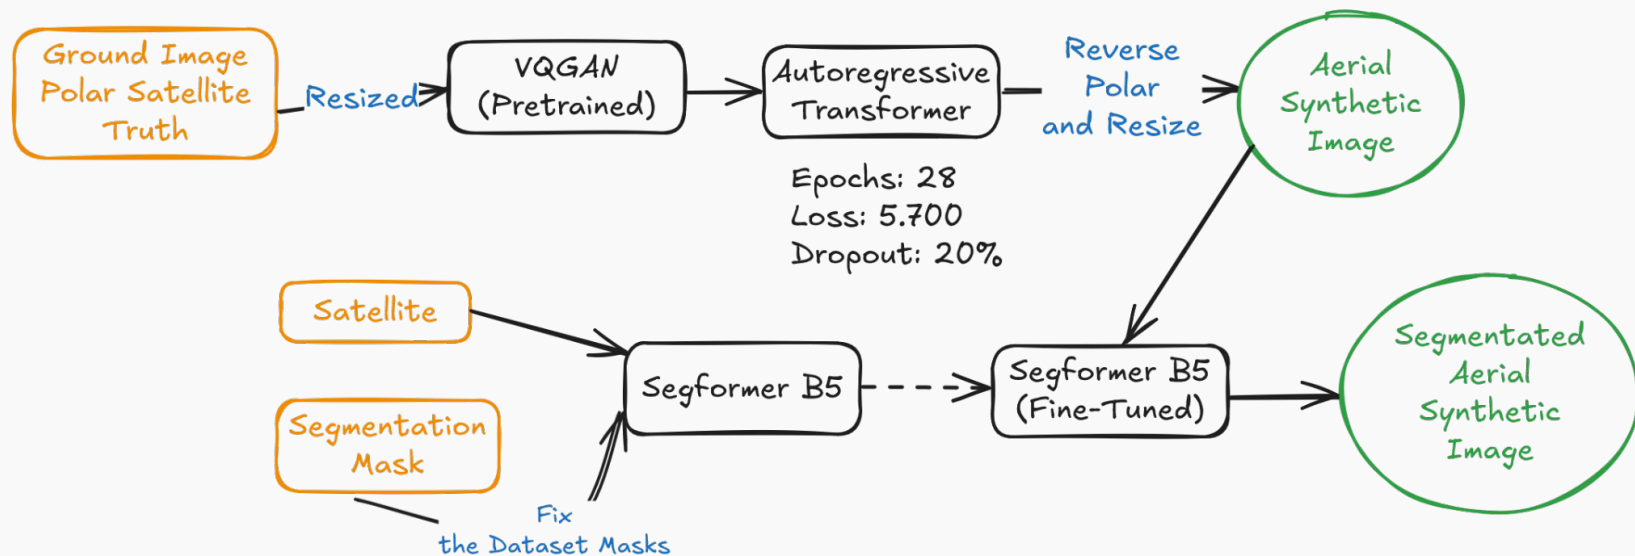 Ground Image
Polar Satellite
Truth
Resized
VQGAN
(Pretrained)
Autoregressive
Transformer
Epochs: 28
Loss: 5.700
Dropout: 20%
Reverse
Polar
and Resize
Aerial
Synthetic
Image
Satellite
Segmentation
Mask
Fix
the Dataset Masks
Segformer B5
Segformer B5
(Fine-Tuned)
Segmentated
Aerial
Synthetic
Image